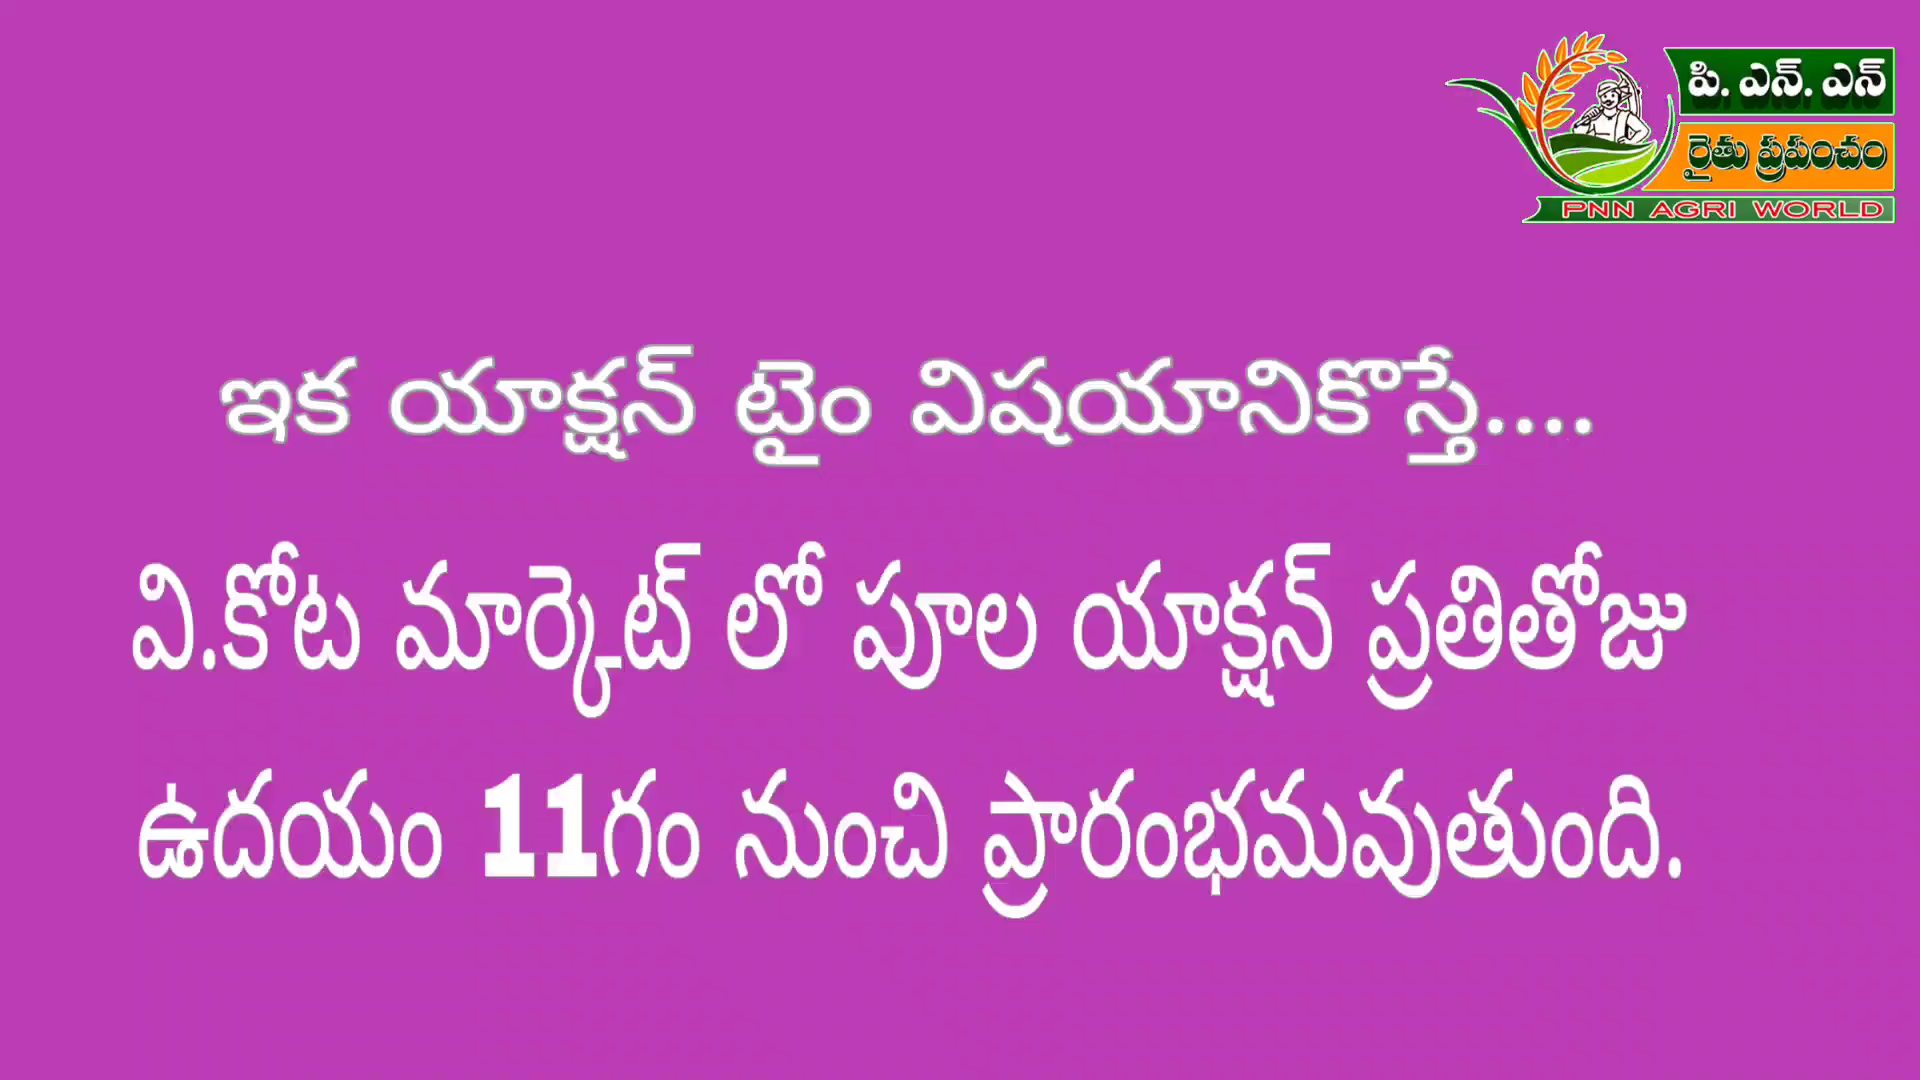 పి. ఎన్. ఎన్
రైతు ప్రపంచం
PNN AGRI WORLD
ఇక యాక్షన్ టైం విషయానికొస్తే....
వి.కోట మార్కెట్ లో పూల యాక్షన్ ప్రతితోజు
ఉదయం 11గం నుంచి ప్రారంభమవుతుంది.